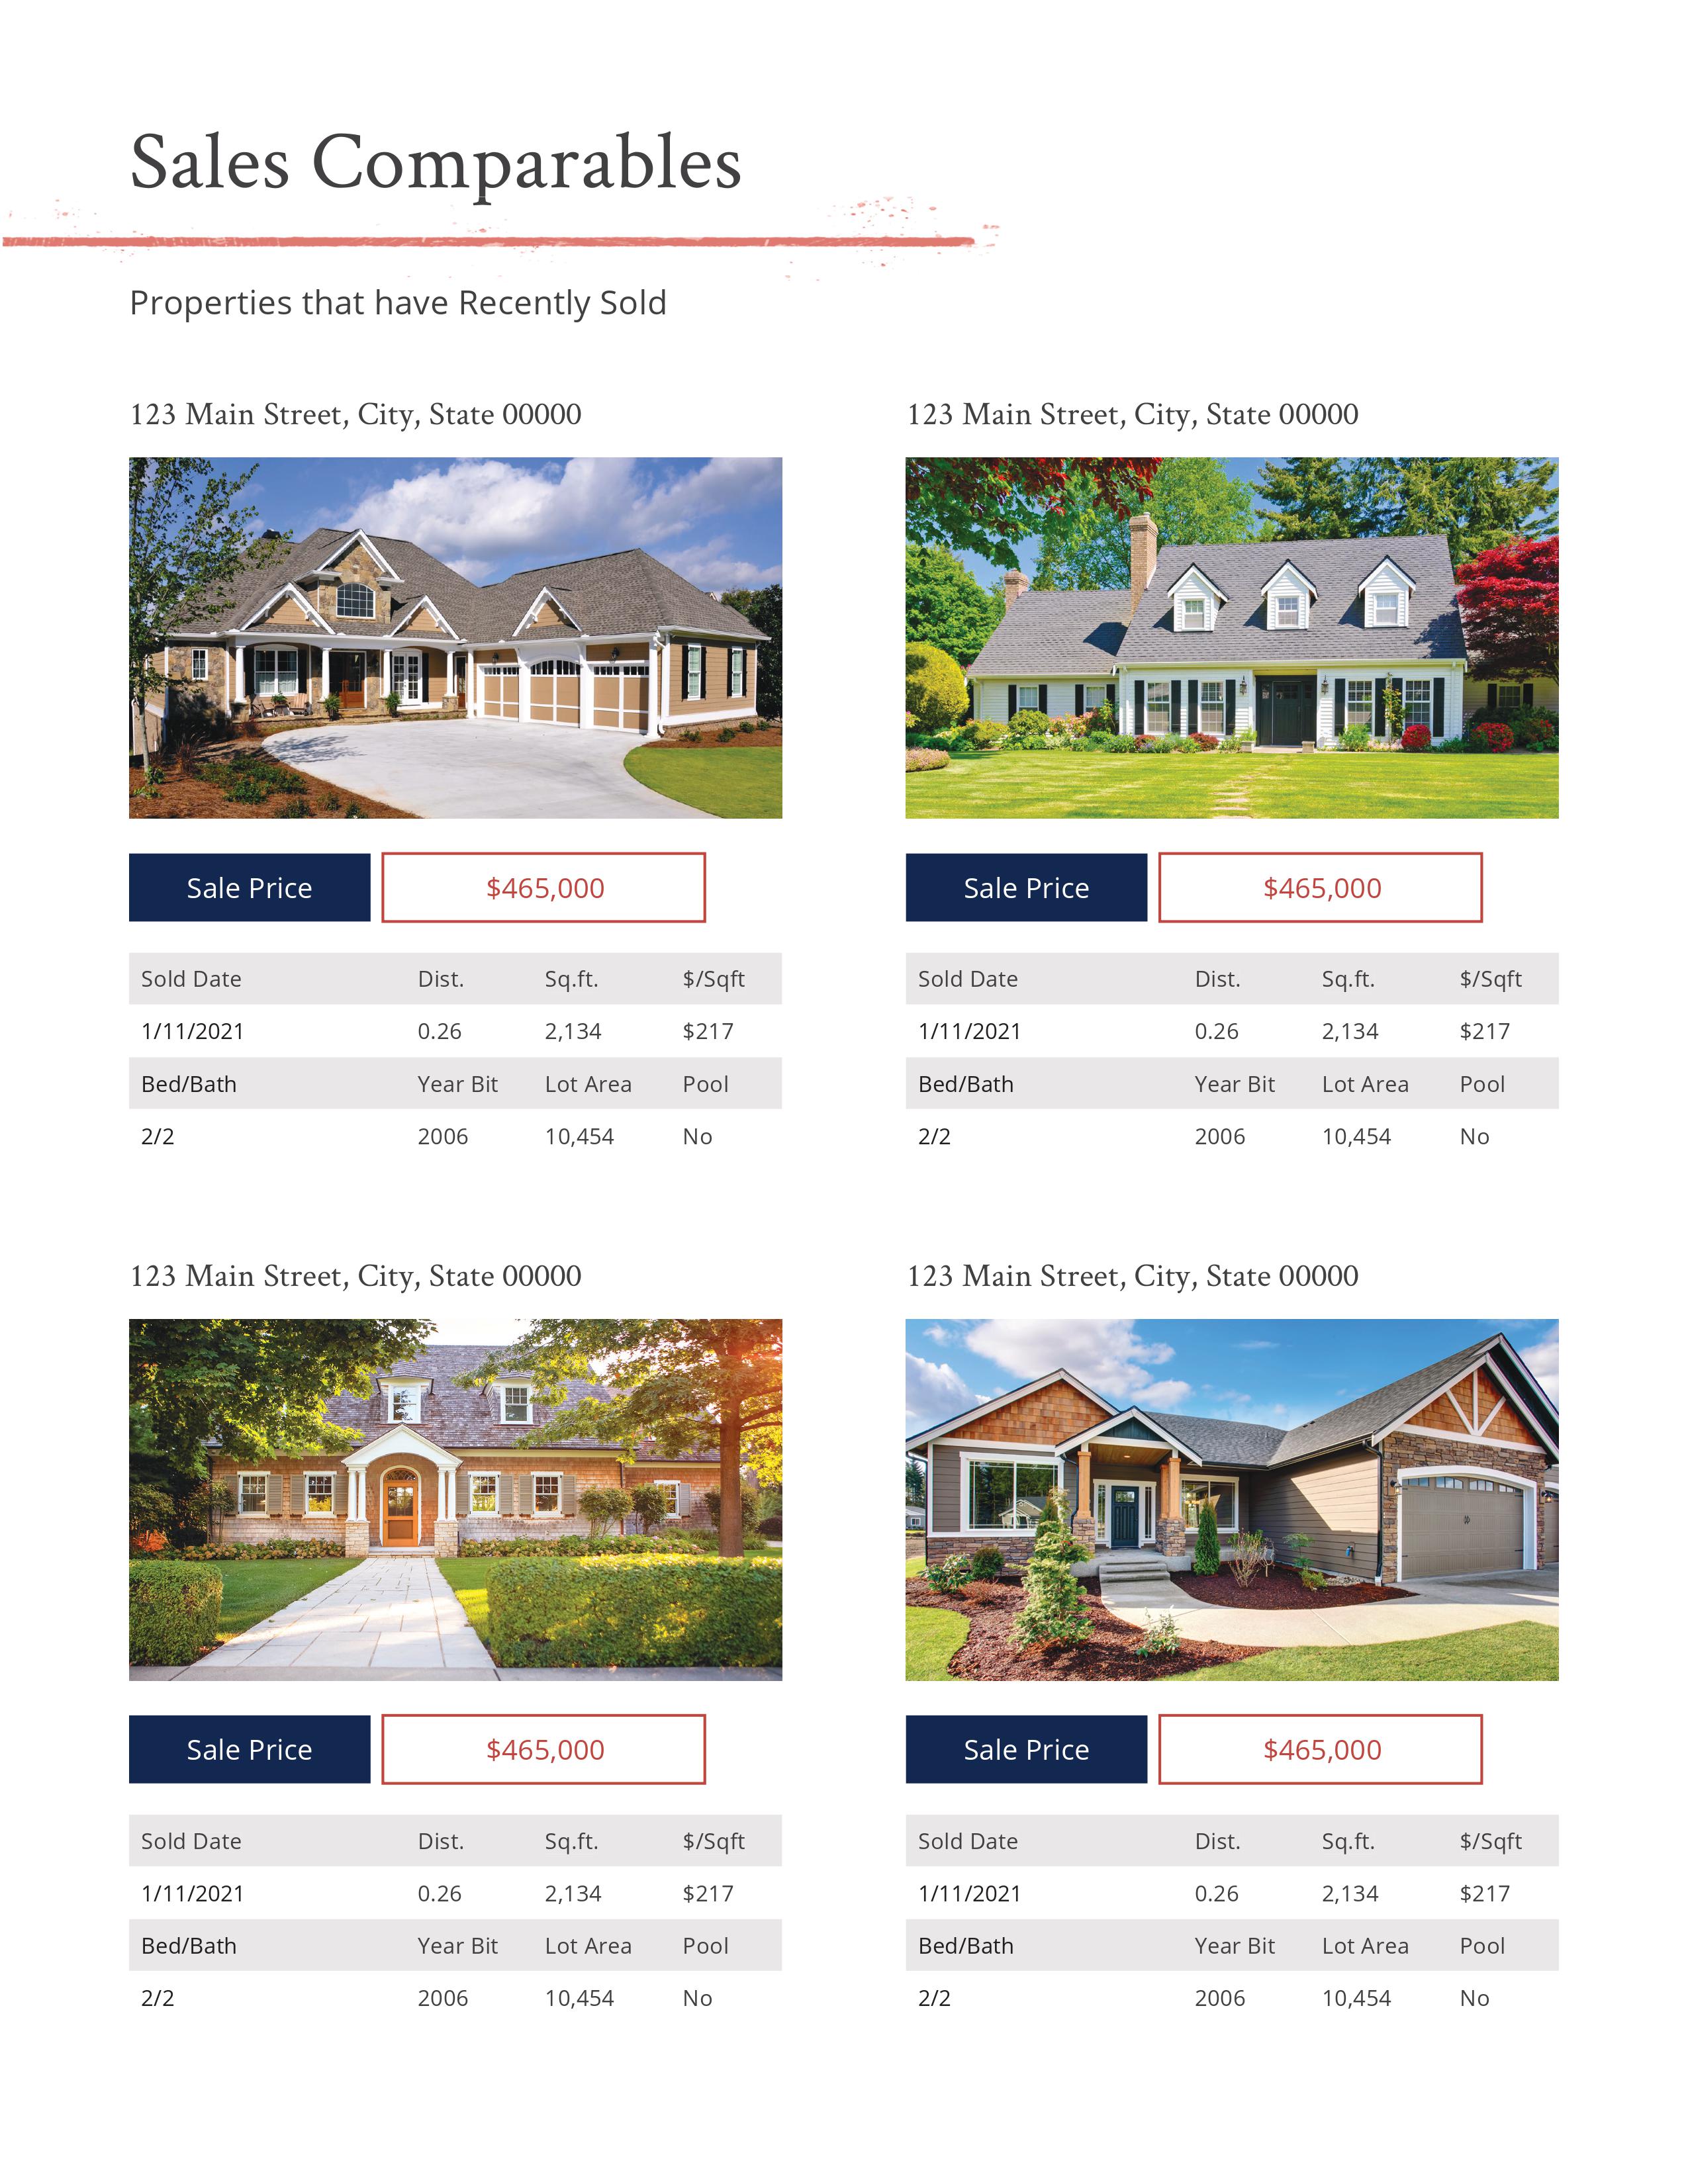 Sales Comparables
Properties that have Recently Sold
123 Main Street, City, State 00000
Sale Price $465,000
Sold Date Dist. Sq.ft. $/Sqft
1/11/2021 0.26 2,134 $217
Bed/Bath Year Bit Lot Area Pool
2/2 2006 10,454 No
123 Main Street, City, State 00000
Sale Price $465,000
Sold Date Dist. Sq.ft. $/Sqft
1/11/2021 0.26 2,134 $217
Bed/Bath Year Bit Lot Area Pool
2/2 2006 10,454 No
123 Main Street, City, State 00000
Sale Price $465,000
Sold Date Dist. Sq.ft. $/Sqft
1/11/2021 0.26 2,134 $217
Bed/Bath Year Bit Lot Area Pool
2/2 2006 10,454 No
123 Main Street, City, State 00000
Sale Price $465,000
Sold Date Dist. Sq.ft. $/Sqft
1/11/2021 0.26 2,134 $217
Bed/Bath Year Bit Lot Area Pool
2/2 2006 10,454 No